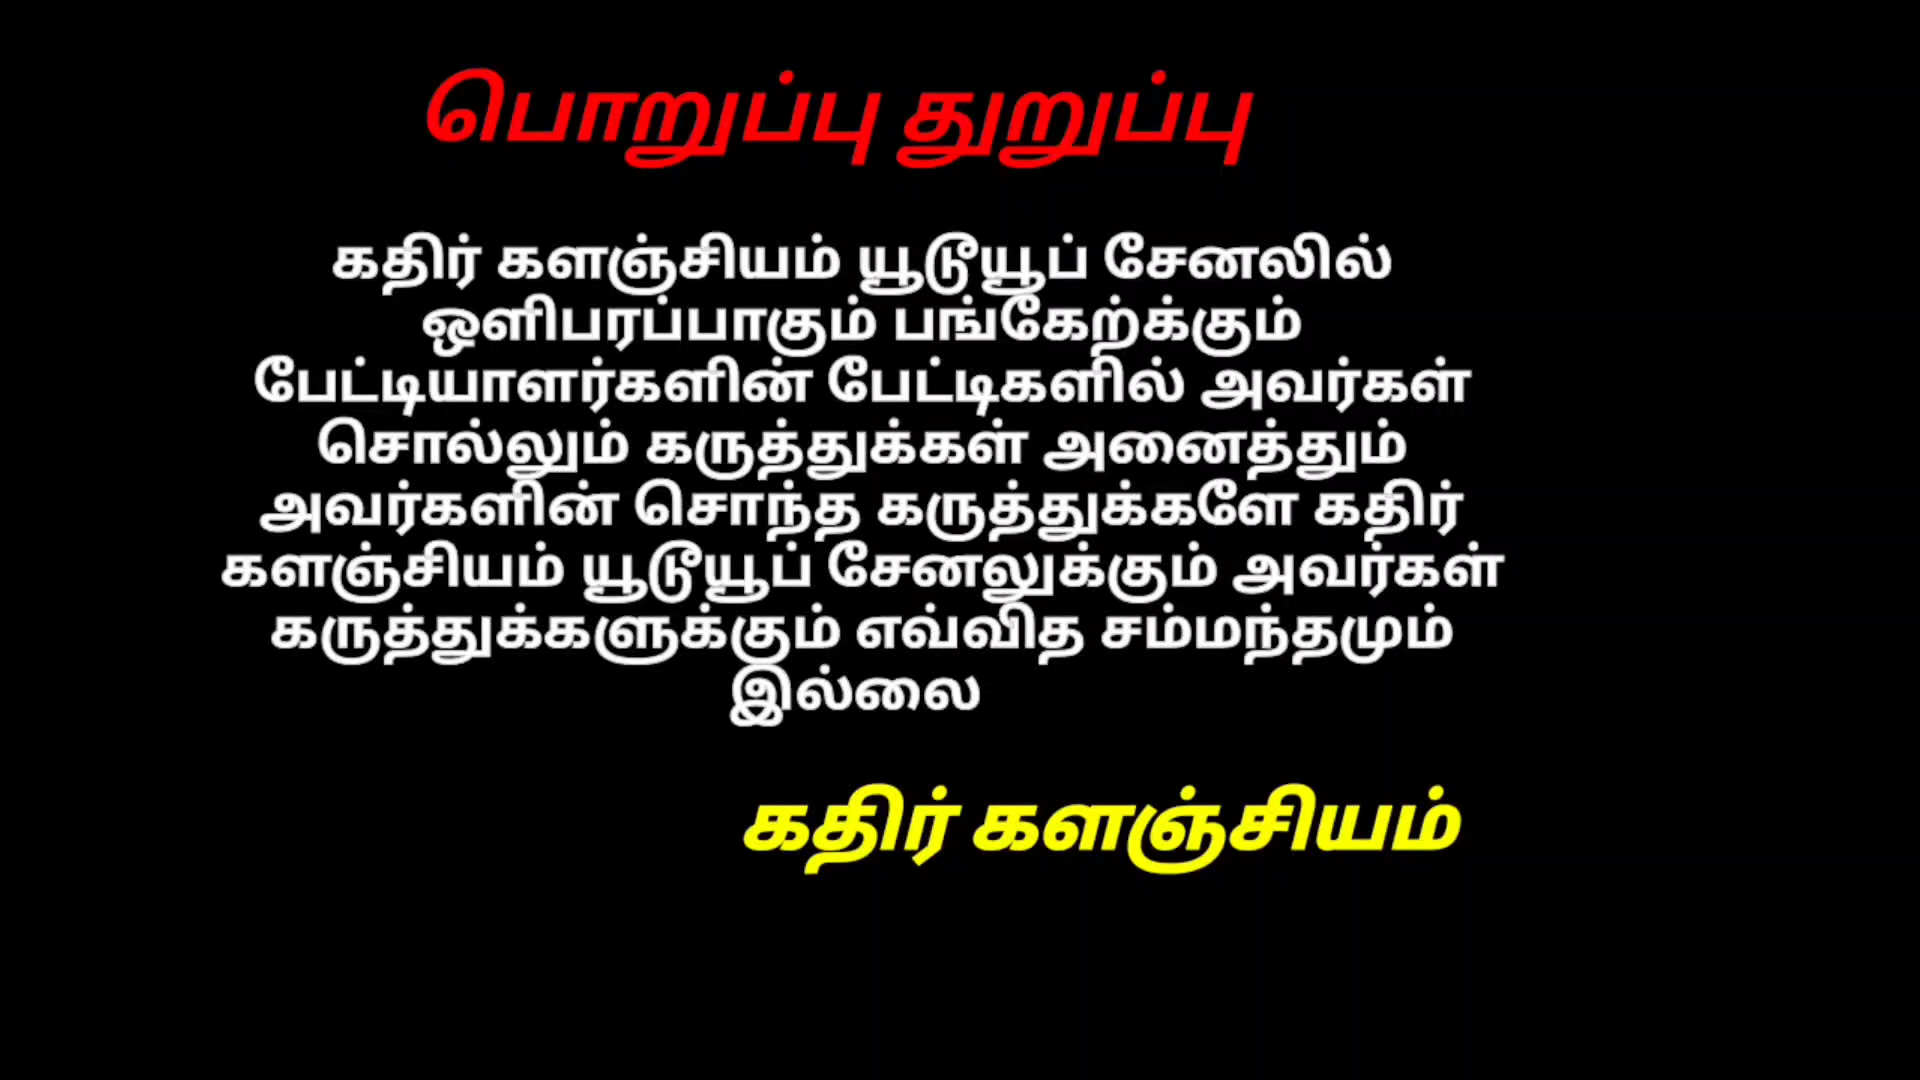 பொறுப்பு துறுப்பு
கதிர் களஞ்சியம் யூடூயூப் சேனலில்
ஒளிபரப்பாகும் பங்கேற்க்கும்
பேட்டியாளர்களின் பேட்டிகளில் அவர்கள்
சொல்லும் கருத்துக்கள் அனைத்தும்
அவர்களின் சொந்த கருத்துக்களே கதிர்
களஞ்சியம் யூடூயூப் சேனலுக்கும் அவர்கள்
கருத்துக்களுக்கும் எவ்வித சம்மந்தமும்
இல்லை
கதிர் களஞ்சியம்